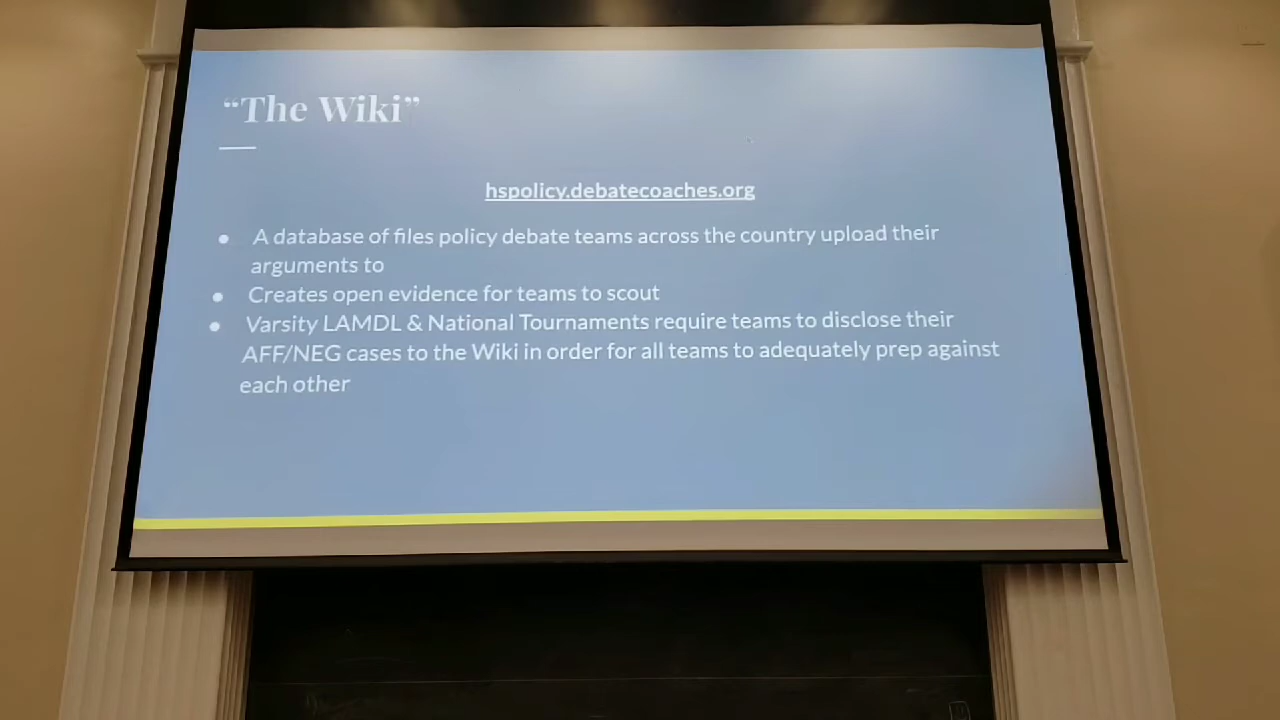 “The Wiki”
hspolicy.debatecoaches.org
● A database of files policy debate teams across the country upload their
arguments to
● Creates open evidence for teams to scout
● Varsity LAMDL & National Tournaments require teams to disclose their
AFF/NEG cases to the Wiki in order for all teams to adequately prep against
each other